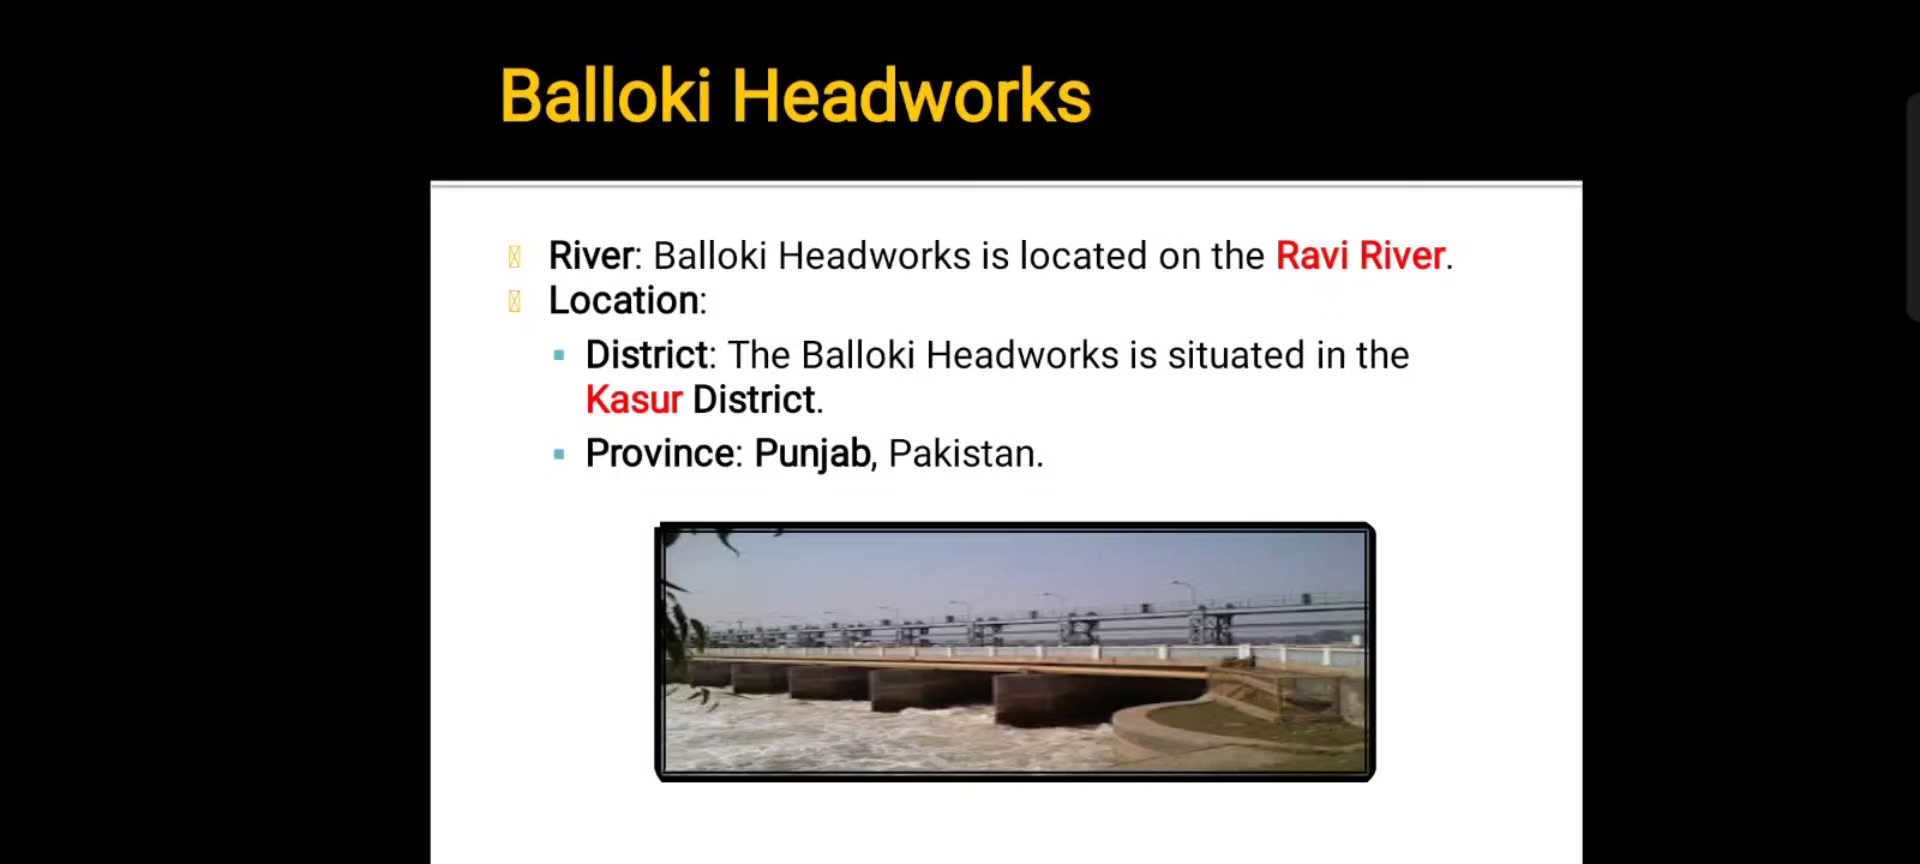 Balloki Headworks
River: Balloki Headworks is located on the Ravi River.
Location:
District: The Balloki Headworks is situated in the
Kasur District.
Province: Punjab, Pakistan.